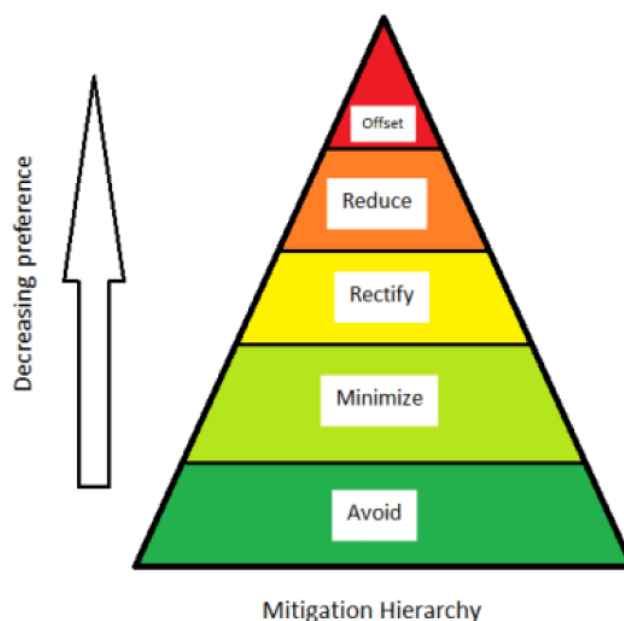 Offset
Reduce
Rectify
Minimize
Avoid
Decreasing preference
Mitigation Hierarchy